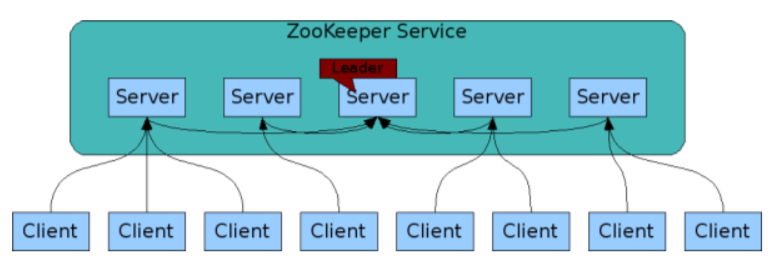 ZooKeeper Service
Leader
Server Server Server Server Server
Client Client Client Client Client Client Client Client